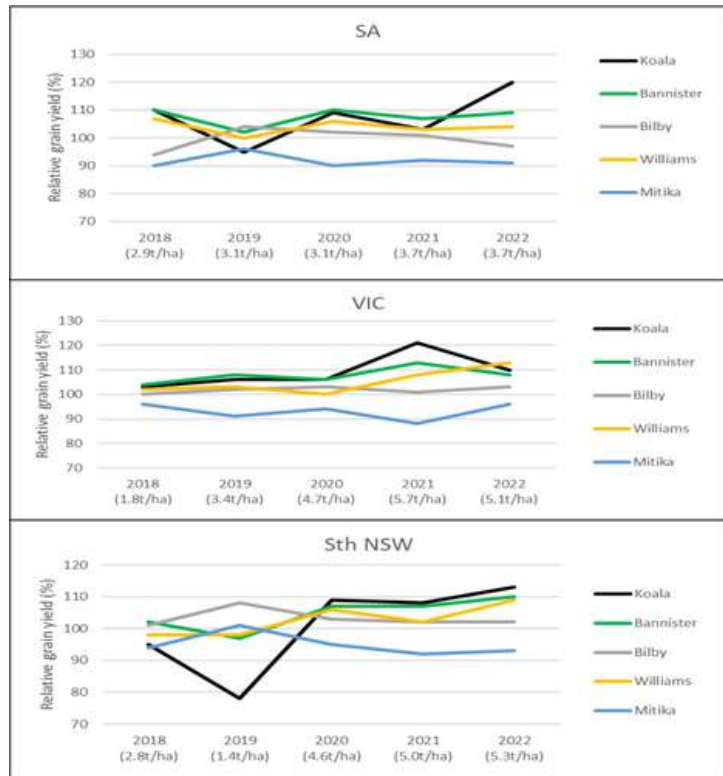 SA
Relative grain yield (%)
130
120
110
100
90
80
70
2018
(2.9t/ha)
2019
(3.1t/ha)
2020
(3.1t/ha)
2021
(3.7t/ha)
2022
(3.7t/ha)
Koala
Bannister
Bilby
Williams
Mitika
VIC
Relative grain yield (%)
130
120
110
100
90
80
70
2018
(1.8t/ha)
2019
(3.4t/ha)
2020
(4.7t/ha)
2021
(5.7t/ha)
2022
(5.1t/ha)
Koala
Bannister
Bilby
Williams
Mitika
Sth NSW
Relative grain yield (%)
120
110
100
90
80
70
2018
(2.8t/ha)
2019
(1.4t/ha)
2020
(4.6t/ha)
2021
(5.0t/ha)
2022
(5.3t/ha)
Koala
Bannister
Bilby
Williams
Mitika